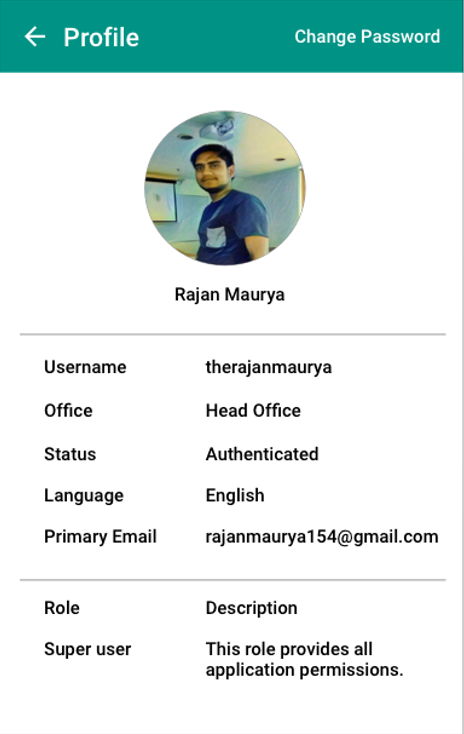 Profile Change Password
Rajan Maurya
Username therajanmaurya
Office Head Office
Status Authenticated
Language English
Primary Email rajanmaurya154@gmail.com
Role Description
Super user This role provides all
application permissions.